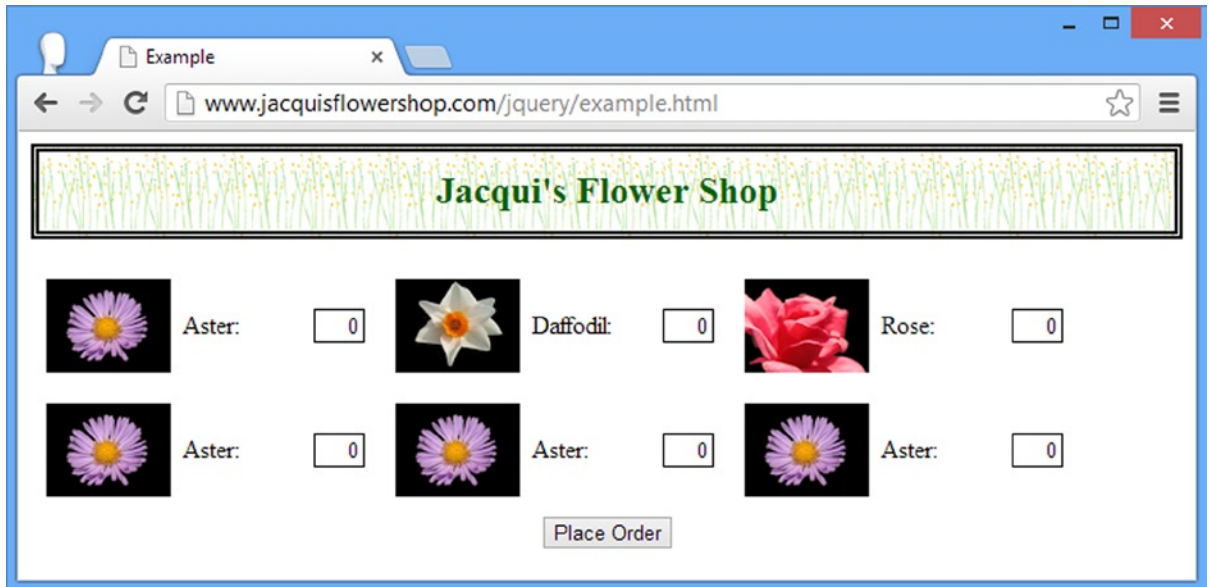 Example
www.jacquisflowershop.com/jquery/example.html
Jacqui's Flower Shop
Aster: 0 Daffodil: 0 Rose: 0
Aster: 0 Aster: 0 Aster: 0
Place Order